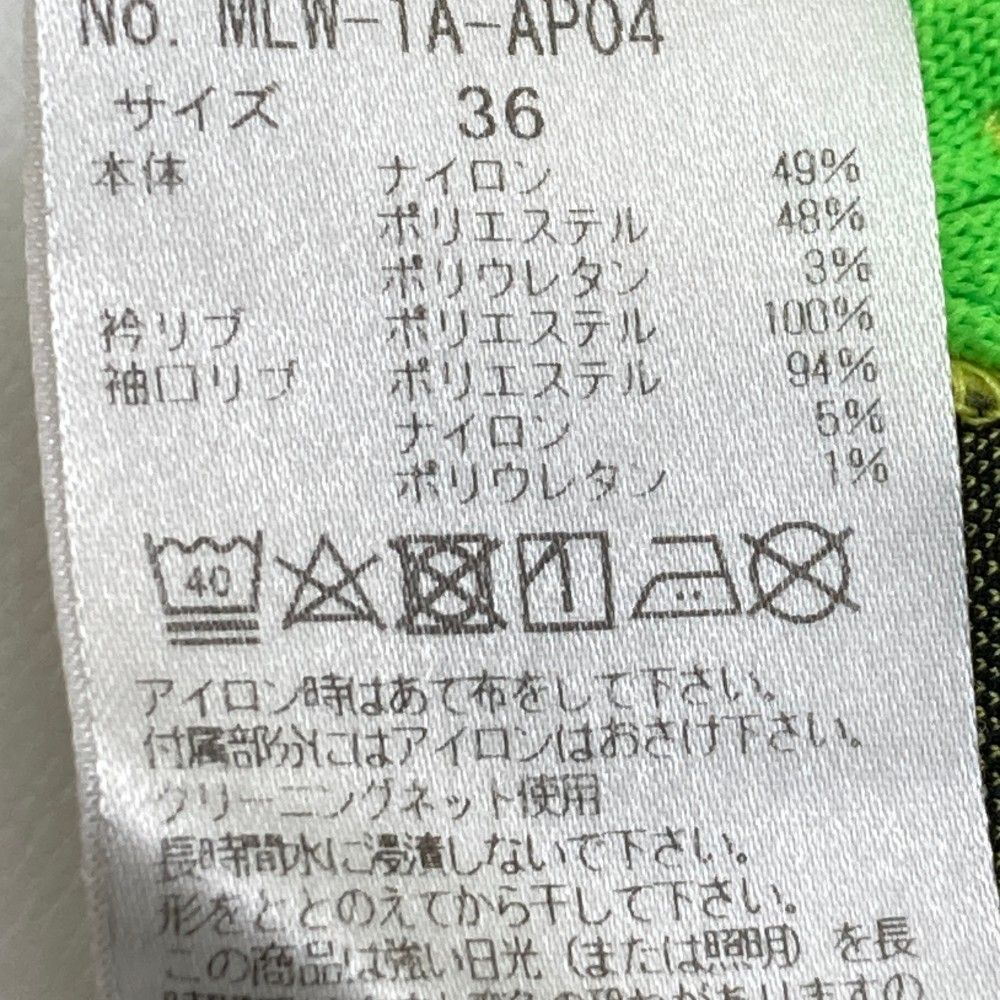 No. MLW-1A-AP04
サイズ 36
本体 ナイロン 49%
ポリエステル 48%
ポリウレタン 3%
衿リブ ポリエステル 100%
袖口リブ ポリエステル 94%
ナイロン 5%
ポリウレタン 1%
40
アイロン時はあて布をして下さい。
付属部分にはアイロンはおさけ下さい。
クリーニングネット使用
長時間水に浸漬しないで下さい。
形をととのえてから干して下さい。
この商品は強い日光(または照明)を長